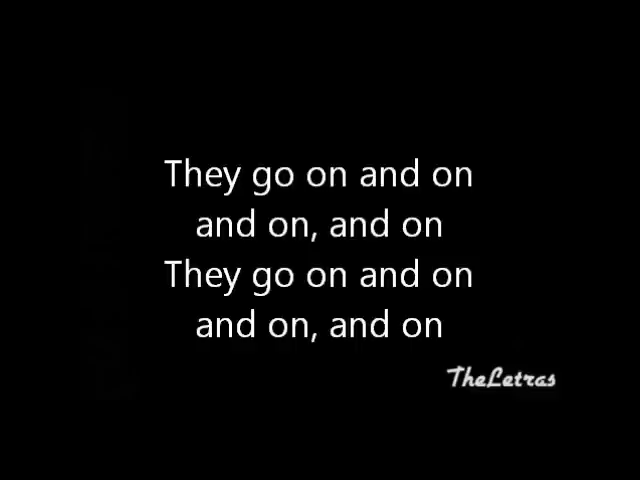 They go on and on
and on, and on
They go on and on
and on, and on
TheLetras